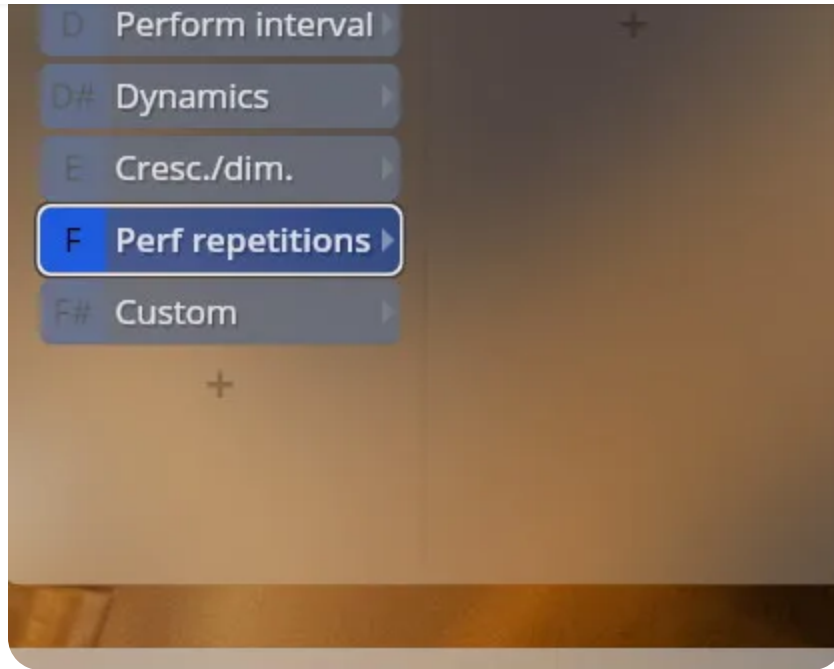 D Perform interval
D# Dynamics
E Cresc./dim.
F Perf repetitions
F# Custom